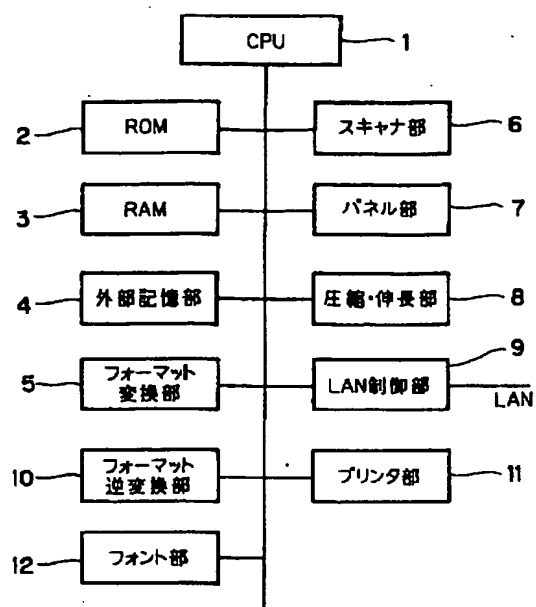 CPU
1
2
ROM
スキャナ部
6
3
RAM
パネル部
7
4
外部記憶部
圧縮・伸長部
8
5
フォーマット
変換部
LAN制御部
9
LAN
10
フォーマット
逆変換部
プリンタ部
11
12
フォント部